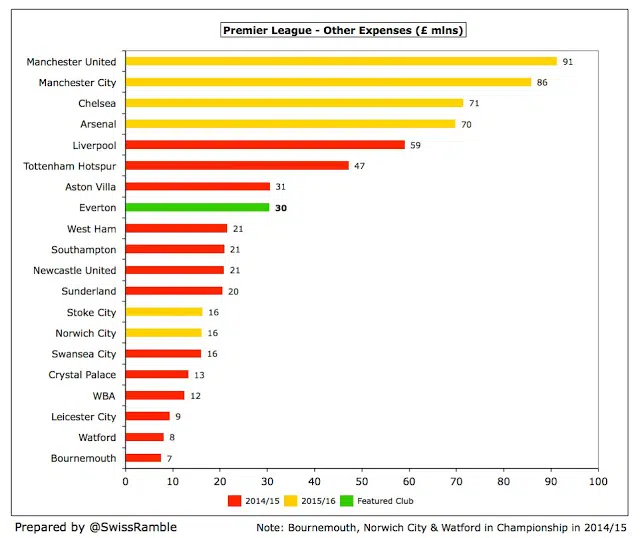 Premier League - Other Expenses (£ mlns)
Manchester United 91
Manchester City 86
Chelsea 71
Arsenal 70
Liverpool 59
Tottenham Hotspur 47
Aston Villa 31
Everton 30
West Ham 21
Southampton 21
Newcastle United 21
Sunderland 20
Stoke City 16
Norwich City 16
Swansea City 16
Crystal Palace 13
WBA 12
Leicester City 9
Watford 8
Bournemouth 7
0 10 20 30 40 50 60 70 80 90 100
2014/15 2015/16 Featured Club
Prepared by @SwissRamble Note: Bournemouth, Norwich City & Watford in Championship in 2014/15